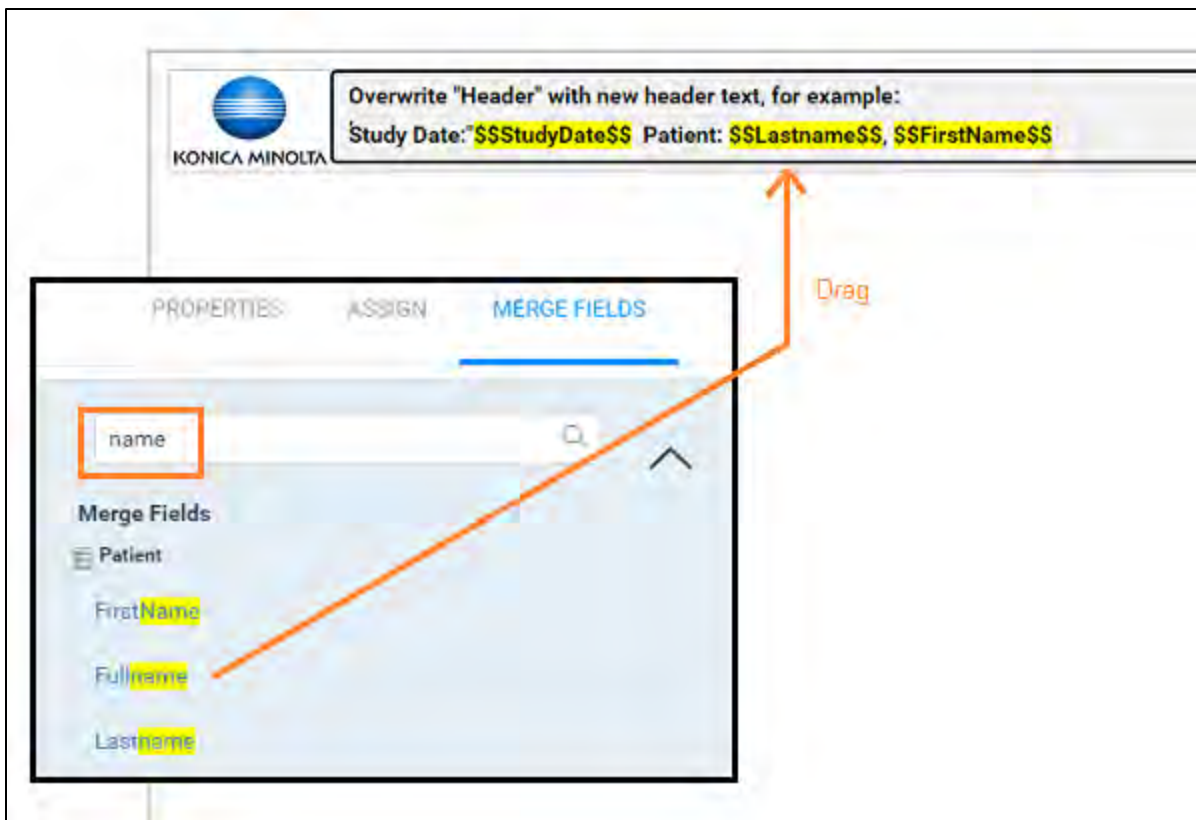 Overwrite "Header" with new header text, for example:
Study Date:"$$StudyDate$$ Patient: $$Lastname$$, $$FirstName$$
KONICA MINOLTA
Drag
PROPERTIES ASSIGN MERGE FIELDS
name
Merge Fields
Patient
FirstName
Fullname
Lastname